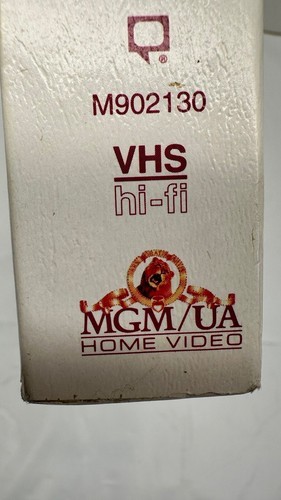 ®
M902130
VHS
hi-fi
MGM/UA
HOME VIDEO